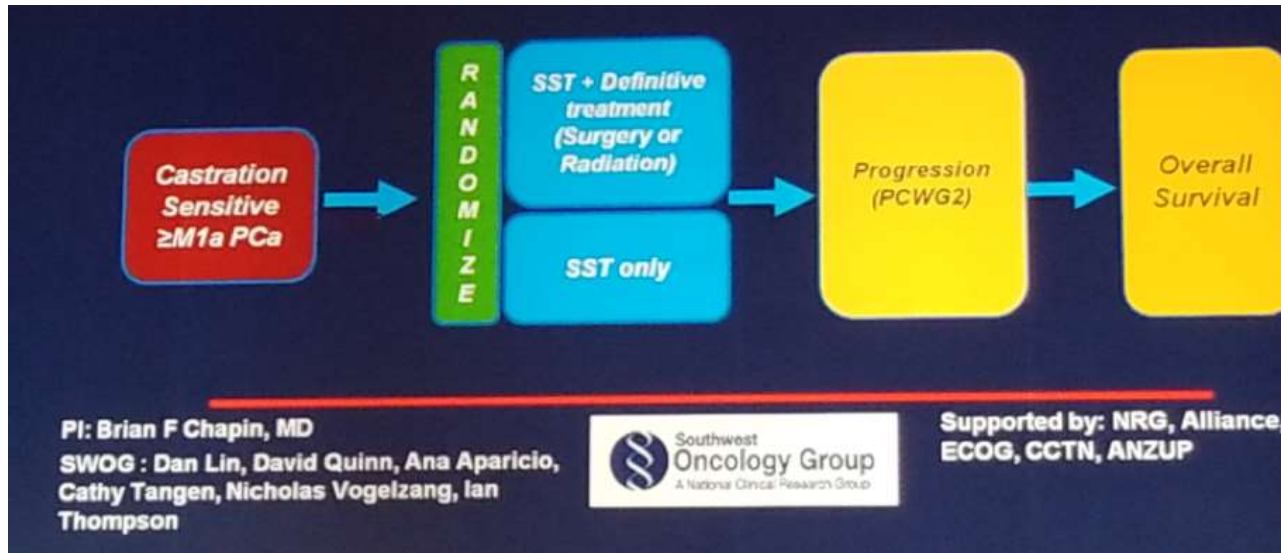 Castration
Sensitive
≥M1a PCa
RANDOMIZE
SST + Definitive
treatment
(Surgery or
Radiation)
SST only
Progression
(PCWG2)
Overall
Survival
PI: Brian F Chapin, MD
SWOG : Dan Lin, David Quinn, Ana Aparicio,
Cathy Tangen, Nicholas Vogelzang, Ian
Thompson
Southwest
Oncology Group
A National Clinical Research Group
Supported by: NRG, Alliance,
ECOG, CCTN, ANZUP